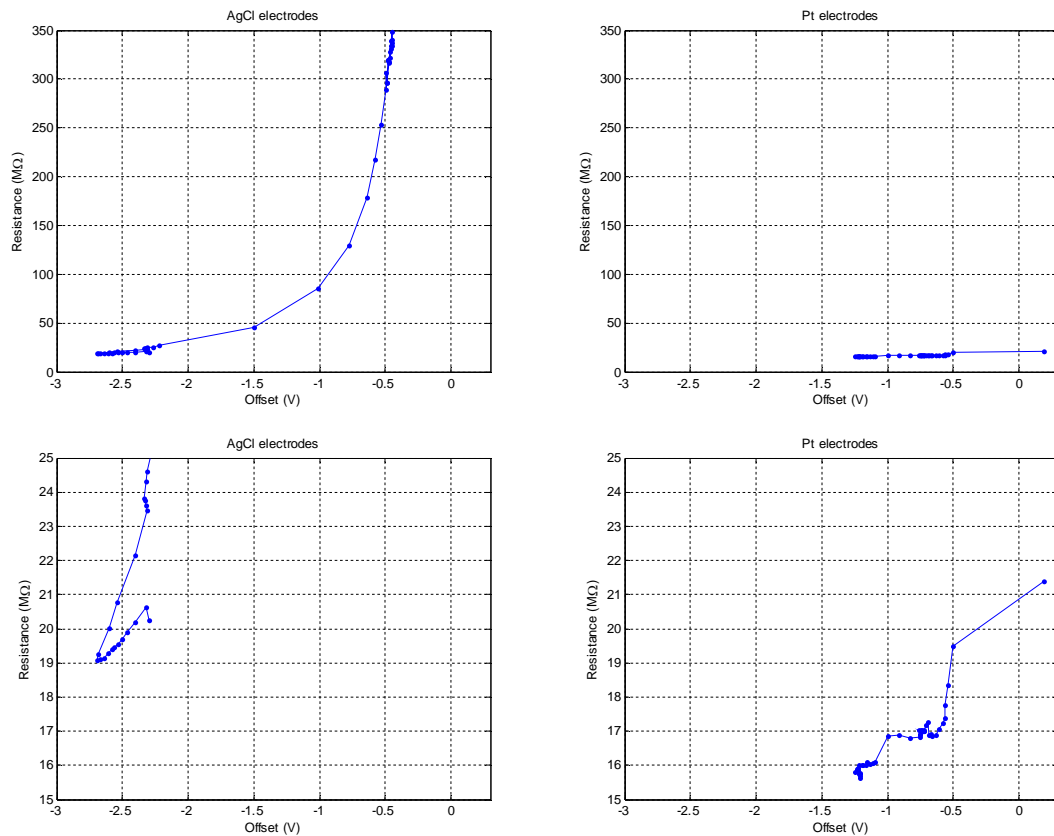 AgCl electrodes
350
300
250
200
150
100
50
0
Resistance (MΩ)
-3 -2.5 -2 -1.5 -1 -0.5 0
Offset (V)
Pt electrodes
350
300
250
200
150
100
50
0
Resistance (MΩ)
-3 -2.5 -2 -1.5 -1 -0.5 0
Offset (V)
AgCl electrodes
25
24
23
22
21
20
19
18
17
16
15
Resistance (MΩ)
-3 -2.5 -2 -1.5 -1 -0.5 0
Offset (V)
Pt electrodes
25
24
23
22
21
20
19
18
17
16
15
Resistance (MΩ)
-3 -2.5 -2 -1.5 -1 -0.5 0
Offset (V)